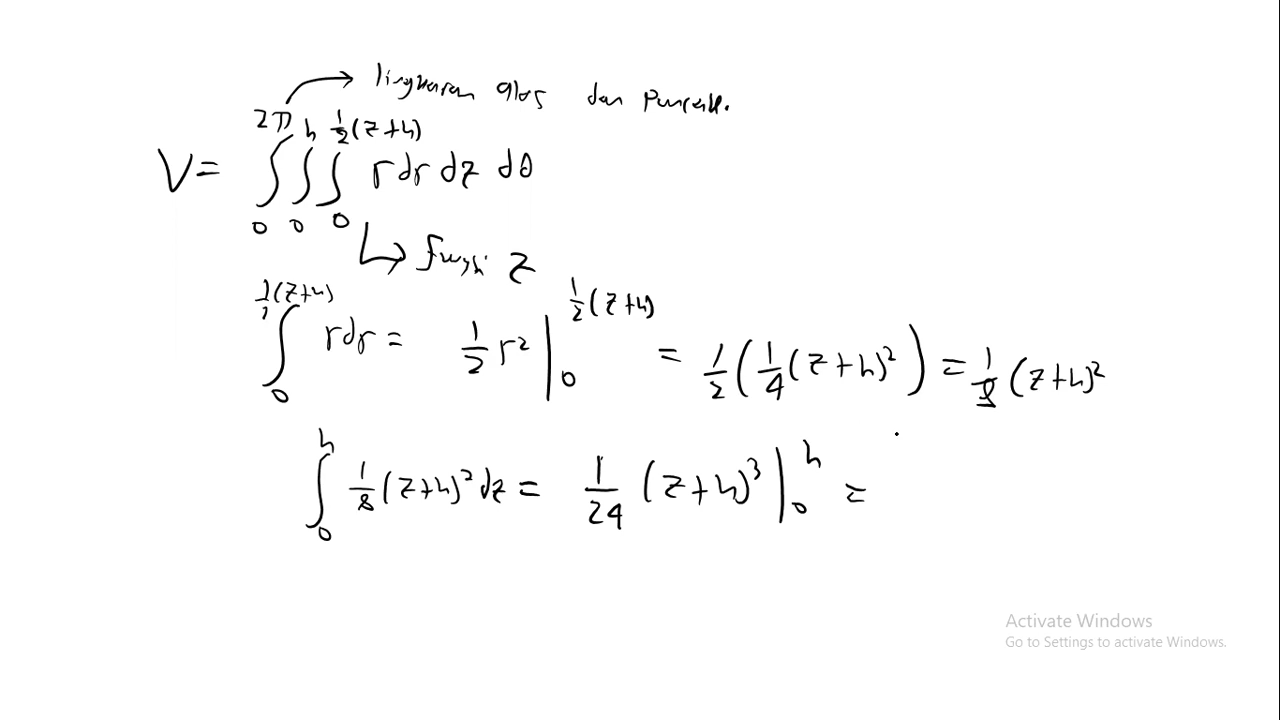 lingkaran alas dan Puncak.
V = ∫₀^{2π} ∫₀^{h} ∫₀^{½(z+h)} r dr dz dθ
↳ fungsi z
∫₀^{½(z+h)} r dr = ½ r² |₀^{½(z+h)} = ½(¼(z+h)²) = ⅛(z+h)²
∫₀^{h} ⅛(z+h)² dz = 1/24 (z+h)³ |₀^{h} =
Activate Windows
Go to Settings to activate Windows.